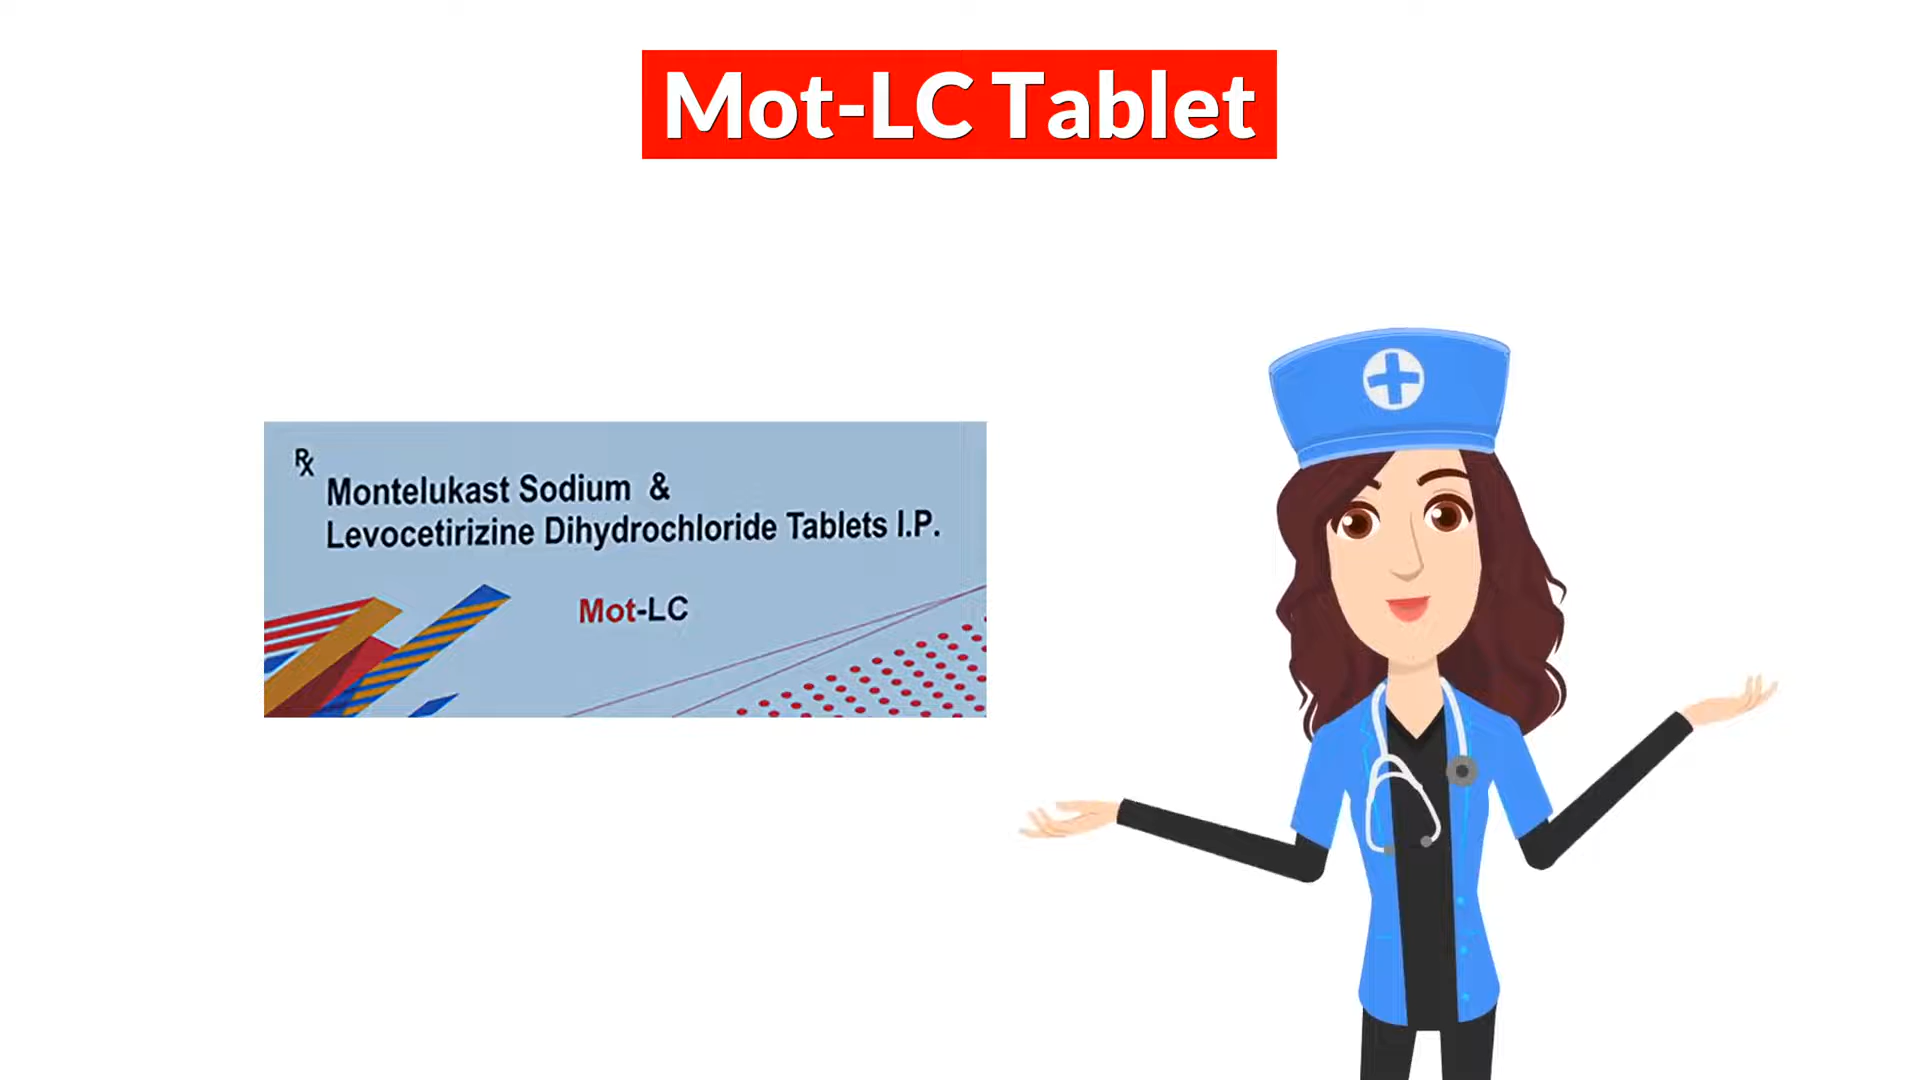 Mot-LC Tablet
Rx
Montelukast Sodium &
Levocetirizine Dihydrochloride Tablets I.P.
Mot-LC